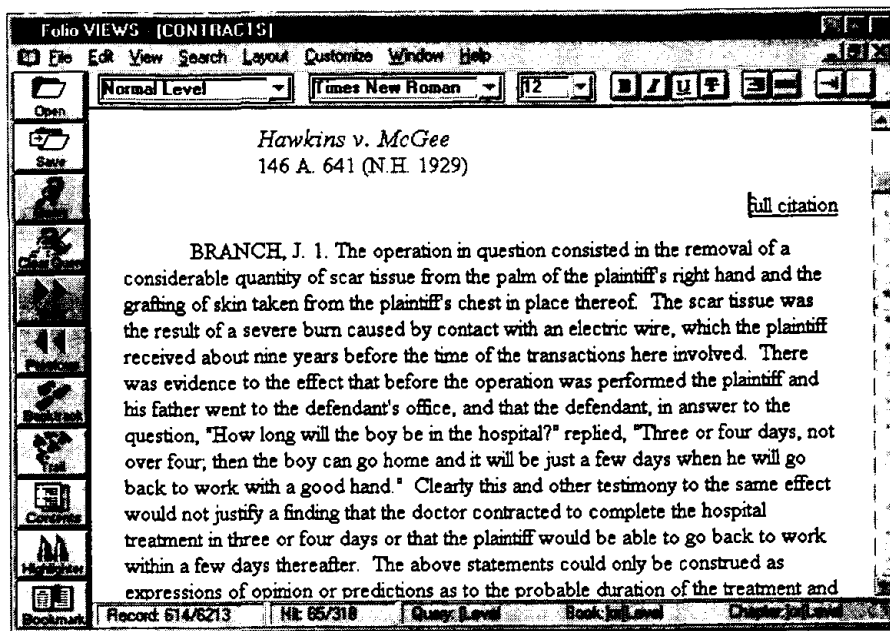 Folio VIEWS - [CONTRACTS]
File Edit View Search Layout Customize Window Help
Normal Level Times New Roman 12 B I U T
Open
Save
Clear Query
Previous
Backtrack
Trail
Contents
Highlighter
Bookmark
Hawkins v. McGee
146 A. 641 (N.H. 1929)
full citation
BRANCH, J. 1. The operation in question consisted in the removal of a
considerable quantity of scar tissue from the palm of the plaintiff's right hand and the
grafting of skin taken from the plaintiff's chest in place thereof. The scar tissue was
the result of a severe burn caused by contact with an electric wire, which the plaintiff
received about nine years before the time of the transactions here involved. There
was evidence to the effect that before the operation was performed the plaintiff and
his father went to the defendant's office, and that the defendant, in answer to the
question, "How long will the boy be in the hospital?" replied, "Three or four days, not
over four; then the boy can go home and it will be just a few days when he will go
back to work with a good hand." Clearly this and other testimony to the same effect
would not justify a finding that the doctor contracted to complete the hospital
treatment in three or four days or that the plaintiff would be able to go back to work
within a few days thereafter. The above statements could only be construed as
expressions of opinion or predictions as to the probable duration of the treatment and
Record: 614/6213 Hit: 65/318 Query: [Level Book: Level Chapter: Level